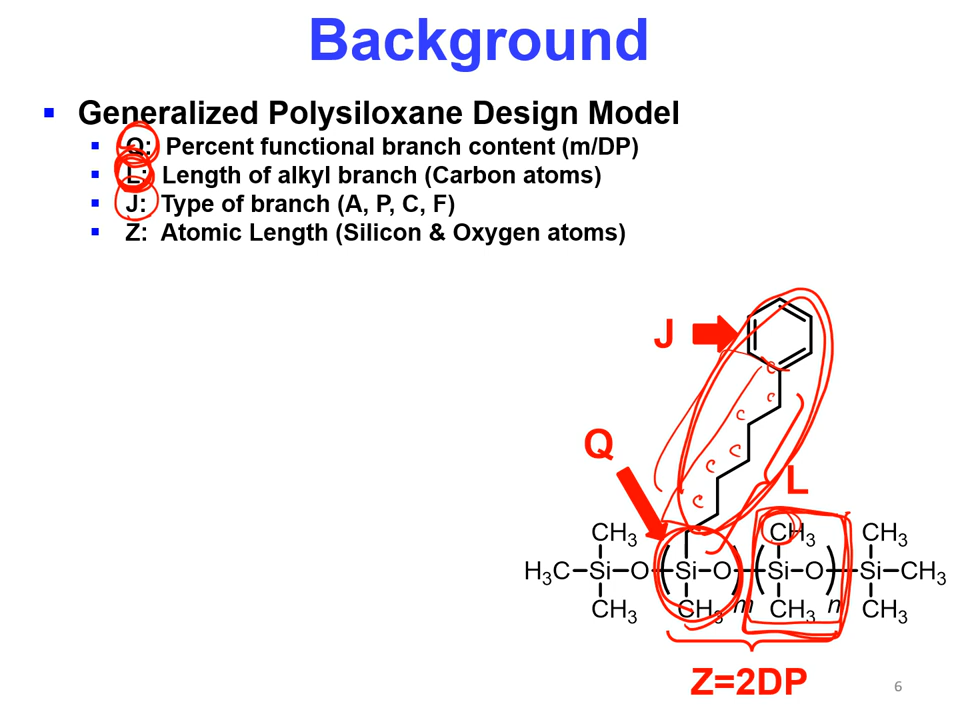 Background
Generalized Polysiloxane Design Model
Q: Percent functional branch content (m/DP)
L: Length of alkyl branch (Carbon atoms)
J: Type of branch (A, P, C, F)
Z: Atomic Length (Silicon & Oxygen atoms)
J
c
c
c
Q
c
c
L
c
CH3 CH3 CH3
H3C–Si–O–(Si–O)m–(Si–O)n–Si–CH3
CH3 CH3 CH3 CH3
Z=2DP
6